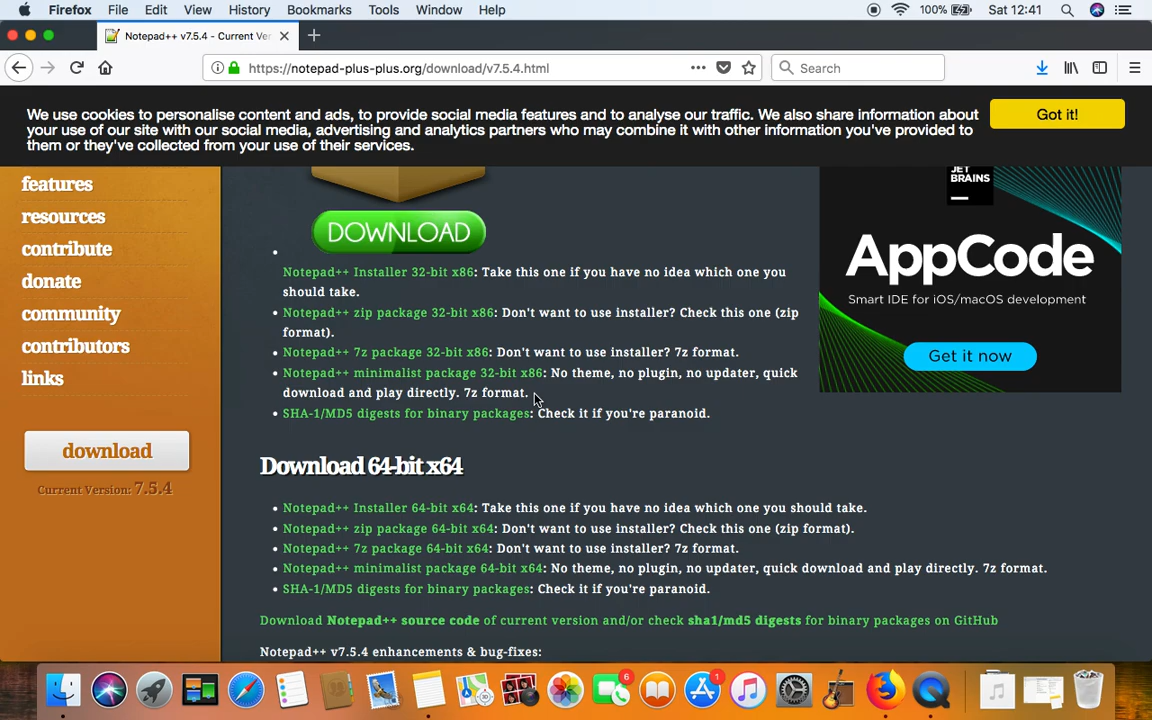 Firefox File Edit View History Bookmarks Tools Window Help 100% Sat 12:41
Notepad++ v7.5.4 - Current Ver
https://notepad-plus-plus.org/download/v7.5.4.html Search
We use cookies to personalise content and ads, to provide social media features and to analyse our traffic. We also share information about
your use of our site with our social media, advertising and analytics partners who may combine it with other information you've provided to
them or they've collected from your use of their services.
Got it!
features
resources
contribute
donate
community
contributors
links
download
Current Version: 7.5.4
DOWNLOAD
Notepad++ Installer 32-bit x86: Take this one if you have no idea which one you
should take.
Notepad++ zip package 32-bit x86: Don't want to use installer? Check this one (zip
format).
Notepad++ 7z package 32-bit x86: Don't want to use installer? 7z format.
Notepad++ minimalist package 32-bit x86: No theme, no plugin, no updater, quick
download and play directly. 7z format.
SHA-1/MD5 digests for binary packages: Check it if you're paranoid.
Download 64-bit x64
Notepad++ Installer 64-bit x64: Take this one if you have no idea which one you should take.
Notepad++ zip package 64-bit x64: Don't want to use installer? Check this one (zip format).
Notepad++ 7z package 64-bit x64: Don't want to use installer? 7z format.
Notepad++ minimalist package 64-bit x64: No theme, no plugin, no updater, quick download and play directly. 7z format.
SHA-1/MD5 digests for binary packages: Check it if you're paranoid.
Download Notepad++ source code of current version and/or check sha1/md5 digests for binary packages on GitHub
Notepad++ v7.5.4 enhancements & bug-fixes:
JET
BRAINS
AppCode
Smart IDE for iOS/macOS development
Get it now
6
1